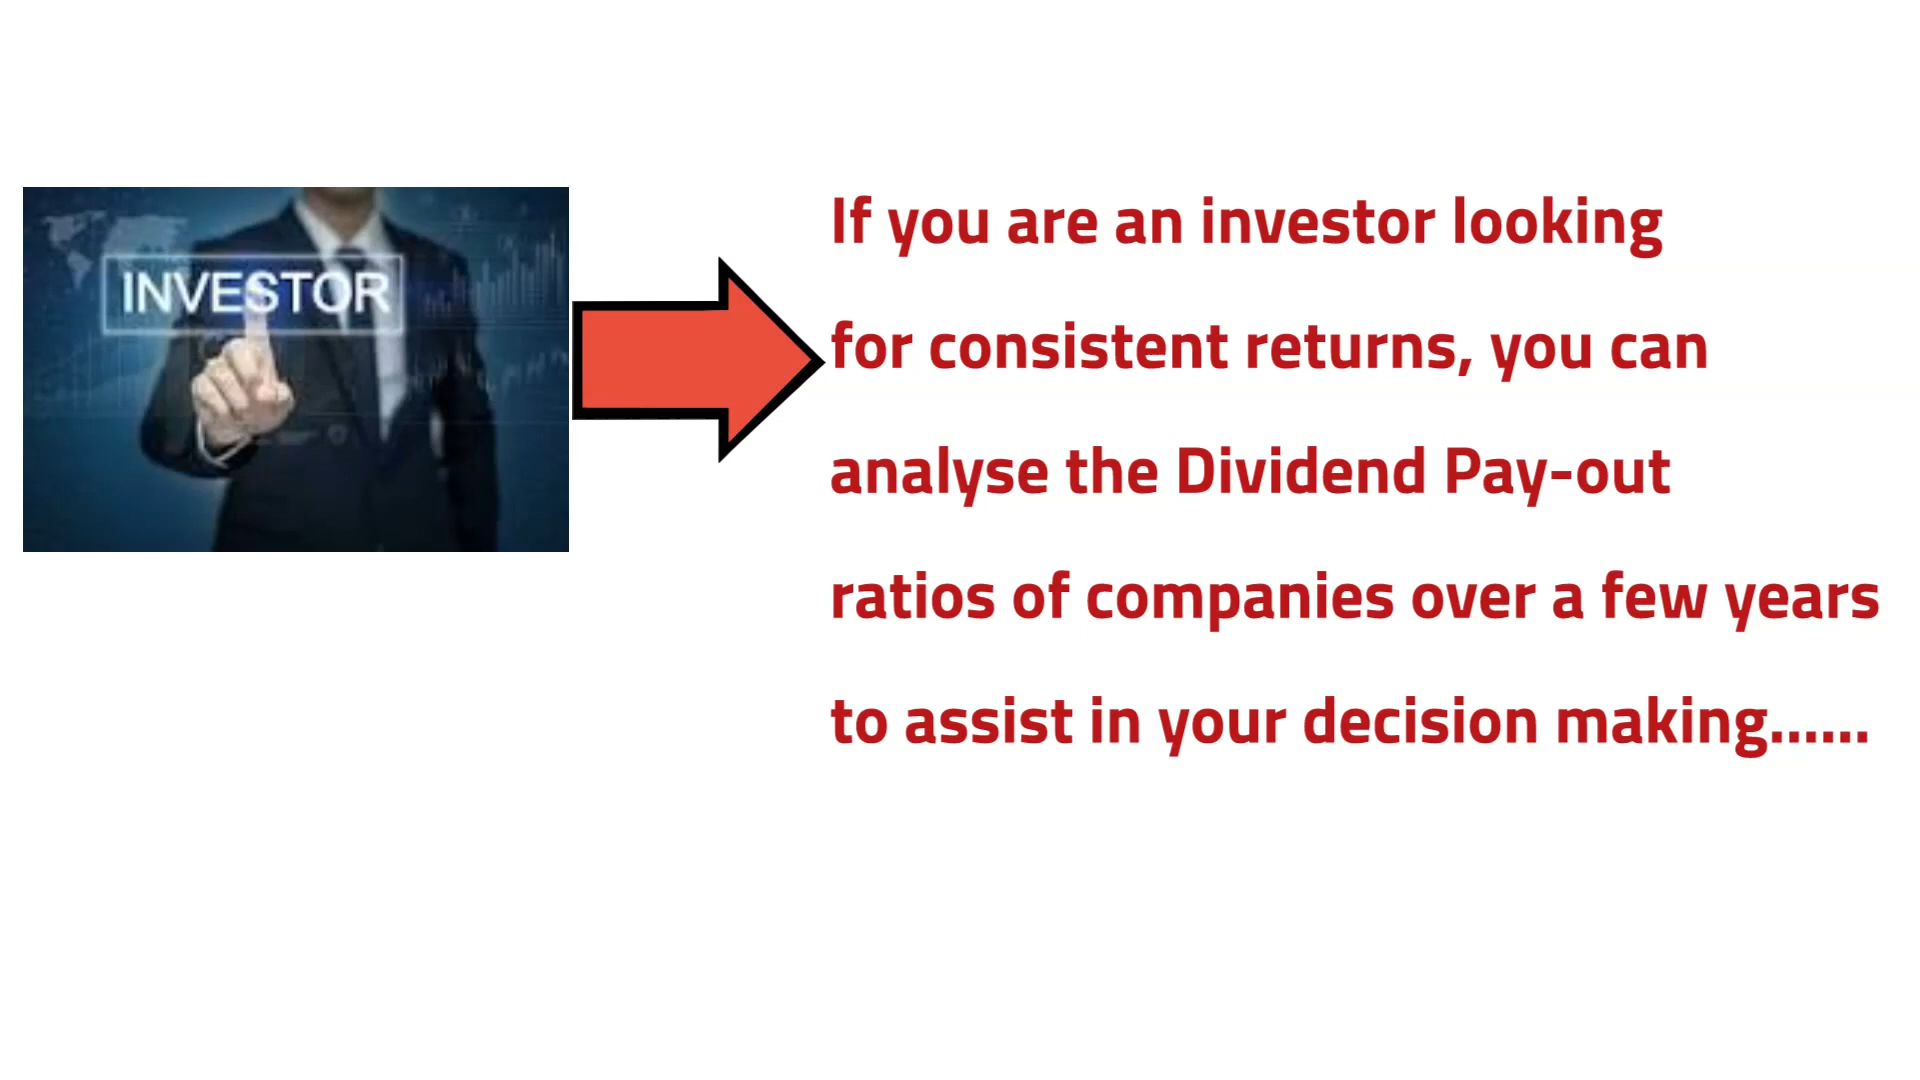 INVESTOR
If you are an investor looking
for consistent returns, you can
analyse the Dividend Pay-out
ratios of companies over a few years
to assist in your decision making......